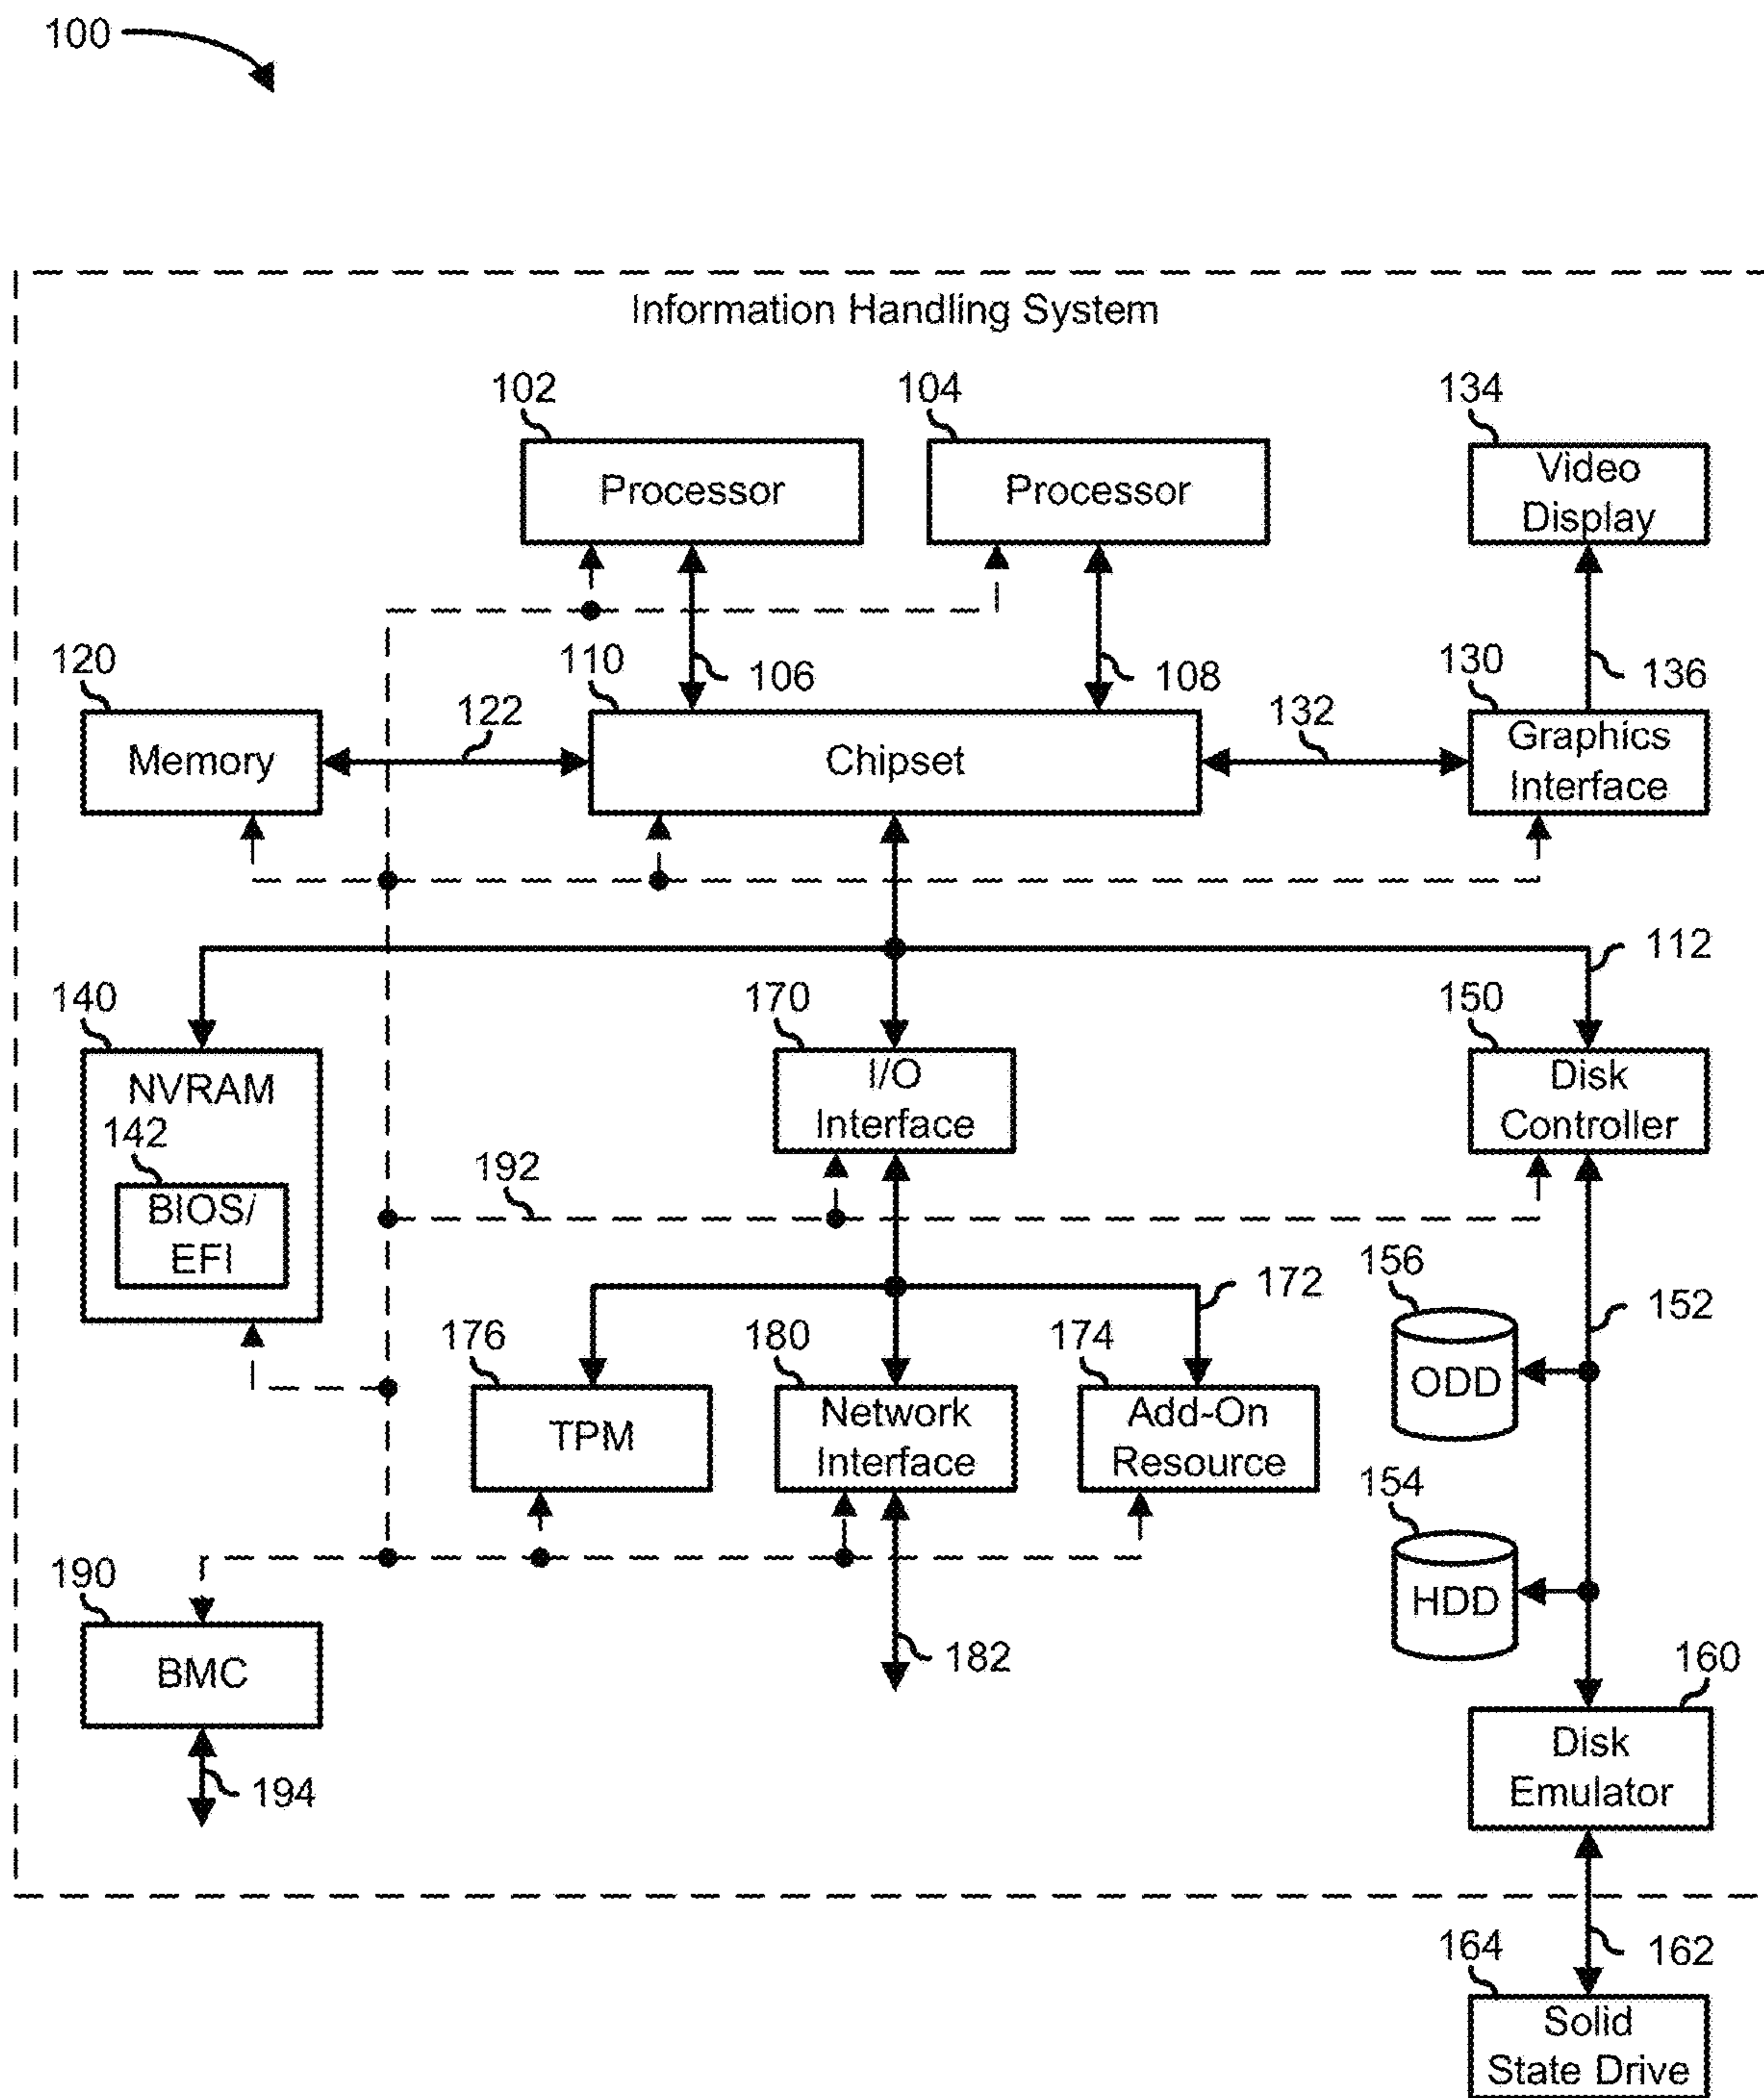 100
Information Handling System
102
104
134
Processor
Processor
Video
Display
120
110
106
108
130
136
122
132
Memory
Chipset
Graphics
Interface
112
140
170
150
NVRAM
I/O
Interface
Disk
Controller
142
BIOS/
EFI
192
156
172
152
176
180
174
ODD
TPM
Network
Interface
Add-On
Resource
154
190
HDD
BMC
182
160
Disk
Emulator
194
164
162
Solid
State Drive